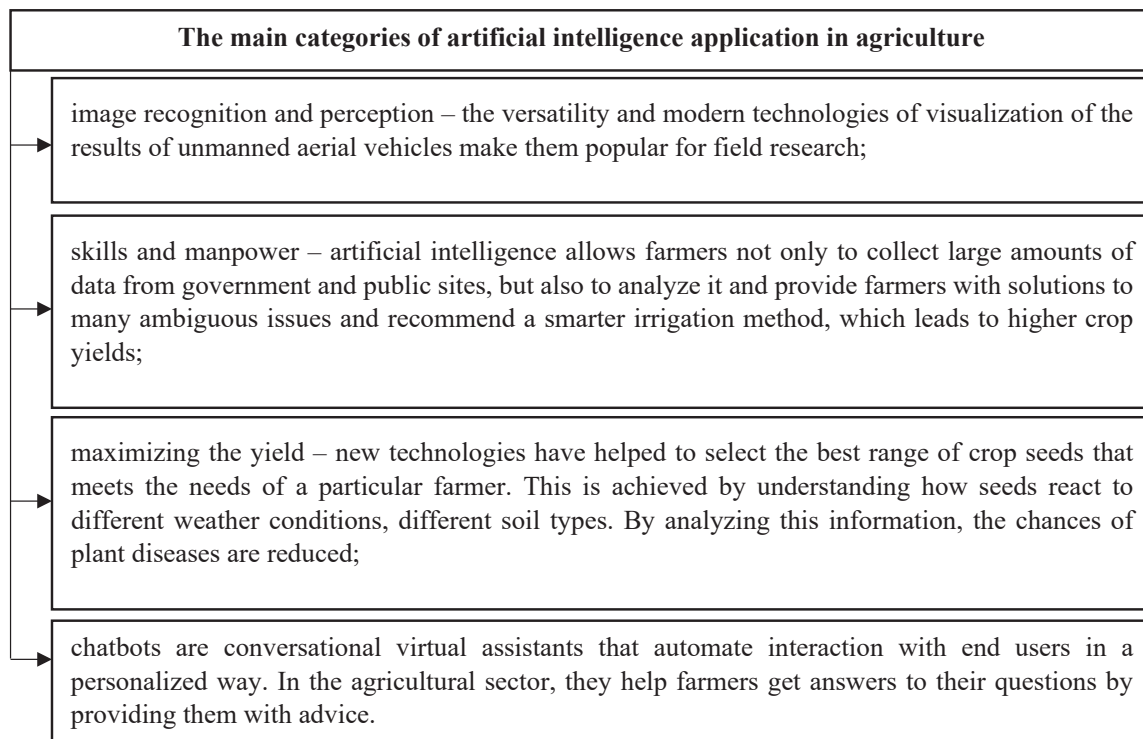 The main categories of artificial intelligence application in agriculture
image recognition and perception – the versatility and modern technologies of visualization of the
results of unmanned aerial vehicles make them popular for field research;
skills and manpower – artificial intelligence allows farmers not only to collect large amounts of
data from government and public sites, but also to analyze it and provide farmers with solutions to
many ambiguous issues and recommend a smarter irrigation method, which leads to higher crop
yields;
maximizing the yield – new technologies have helped to select the best range of crop seeds that
meets the needs of a particular farmer. This is achieved by understanding how seeds react to
different weather conditions, different soil types. By analyzing this information, the chances of
plant diseases are reduced;
chatbots are conversational virtual assistants that automate interaction with end users in a
personalized way. In the agricultural sector, they help farmers get answers to their questions by
providing them with advice.